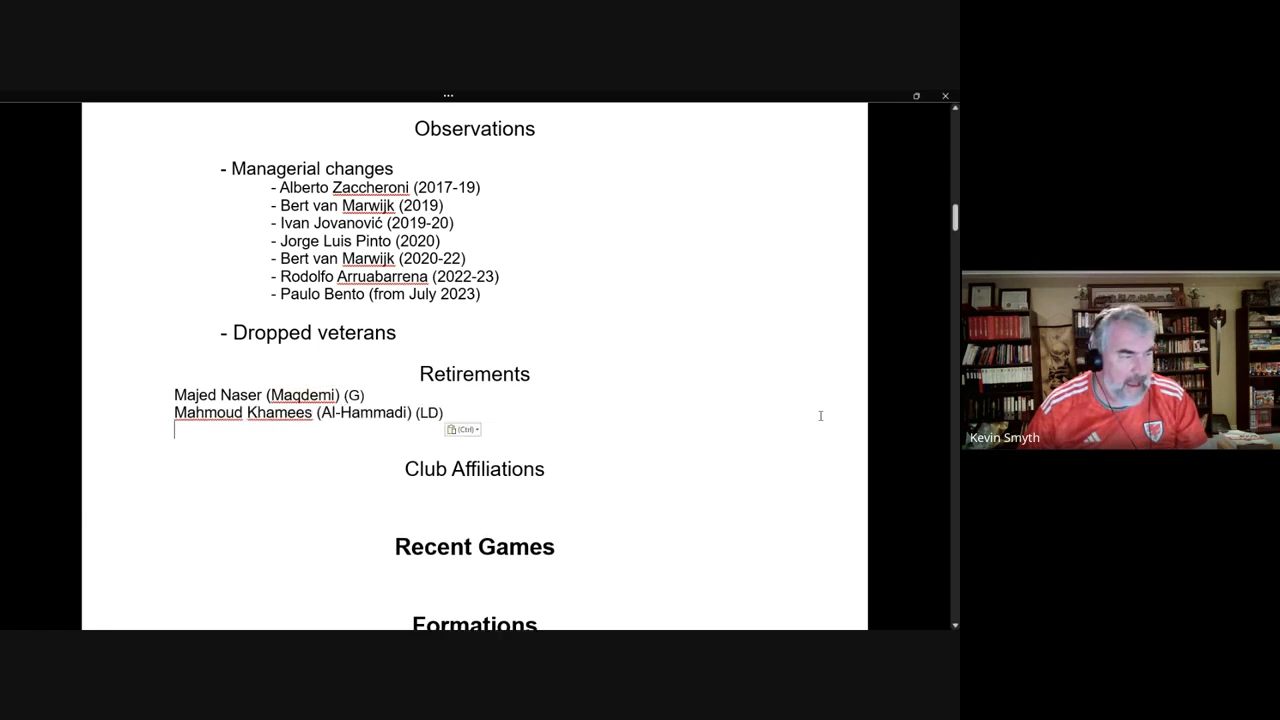 Observations
- Managerial changes
- Alberto Zaccheroni (2017-19)
- Bert van Marwijk (2019)
- Ivan Jovanović (2019-20)
- Jorge Luis Pinto (2020)
- Bert van Marwijk (2020-22)
- Rodolfo Arruabarrena (2022-23)
- Paulo Bento (from July 2023)
- Dropped veterans
Retirements
Majed Naser (Maqdemi) (G)
Mahmoud Khamees (Al-Hammadi) (LD)
(Ctrl)
Club Affiliations
Recent Games
Formations
Kevin Smyth